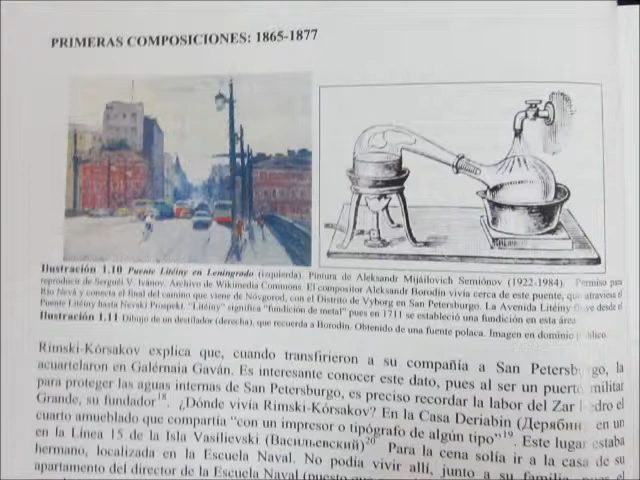 PRIMERAS COMPOSICIONES: 1865-1877
Ilustración 1.10 Puente Litéiny en Leningrado (izquierda). Pintura de Aleksandr Mijáilovich Semiónov (1922-1984). Permiso para
reproducir de Serguéi V. Ivánov. Archivo de Wikimedia Commons. El compositor Aleksandr Borodín vivía cerca de este puente, que atraviesa el
Río Nevá y conecta el final del camino que viene de Nóvgorod, con el Distrito de Vyborg en San Petersburgo. La Avenida Litéiny desde el
Puente Litéiny hasta Nevski Prospekt. "Litéiny" significa "fundición de metal" pues en 1711 se estableció una fundición en esta área
Ilustración 1.11 Dibujo de un destilador (derecha), que recuerda a Borodín. Obtenido de una fuente polaca. Imagen en dominio público.
Rimski-Kórsakov explica que, cuando transfirieron a su compañía a San Petersburgo, la
acuartelaron en Galérnaia Gaván. Es interesante conocer este dato, pues al ser un puerto militar
para proteger las aguas internas de San Petersburgo, es preciso recordar la labor del Zar Pedro el
Grande, su fundador18. ¿Dónde vivía Rimski-Kórsakov? En la Casa Deriabin (Дерябин en un
cuarto amueblado que compartía "con un impresor o tipógrafo de algún tipo"19. Este lugar estaba
en la Línea 15 de la Isla Vasílievski (Васильевский)20 Para la cena solía ir a la casa de su
hermano, localizada en la Escuela Naval. No podía vivir allí, junto a su familia, pues el
apartamento del director de la Escuela Naval (puesto que